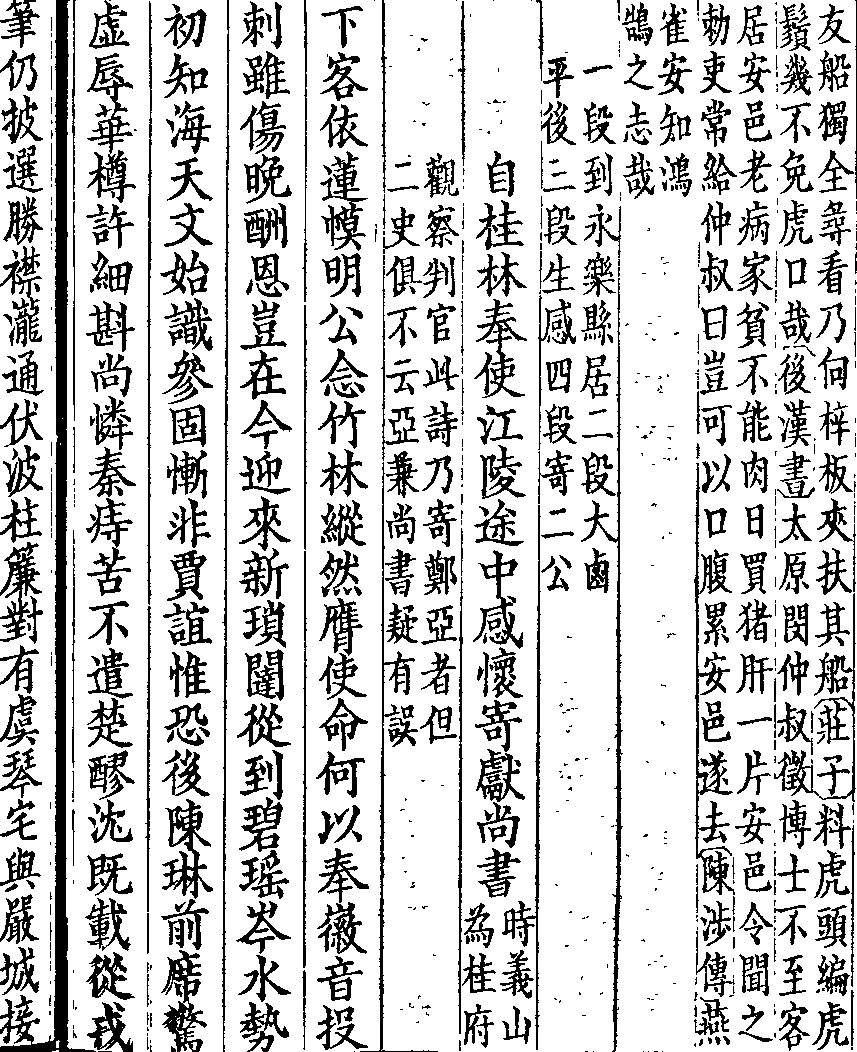 友船獨全尋看乃何梓板夾扶其船莊子料虎頭編虎
鬚幾不免虎口哉後漢書太原閔仲叔徵博士不至客
居安邑老病家貧不能肉日買猪肝一片安邑令聞之
勑吏常給仲叔曰豈可以口腹累安邑遂去陳涉傳燕
雀安知鴻
鵠之志哉
一段到永樂縣居二段大鹵
平後三段生感四段寄二公
自桂林奉使江陵途中感懷寄獻尚書時義山
為桂府
觀察判官此詩乃寄鄭亞者但
二史俱不云亞兼尚書疑有誤
下客依蓮幙明公念竹林縱然膺使命何以奉徽音投
刺雖傷晚酬恩豈在今迎來新瑣闥從到碧瑶岑水勢
初知海天文始識參固慚非賈誼惟恐後陳琳前席驚
虚辱華樽許細斟尚憐秦痔苦不遣楚醪沈既載從戎
筆仍披選勝襟瀧通伏波柱簾對有虞琴宅與嚴城接